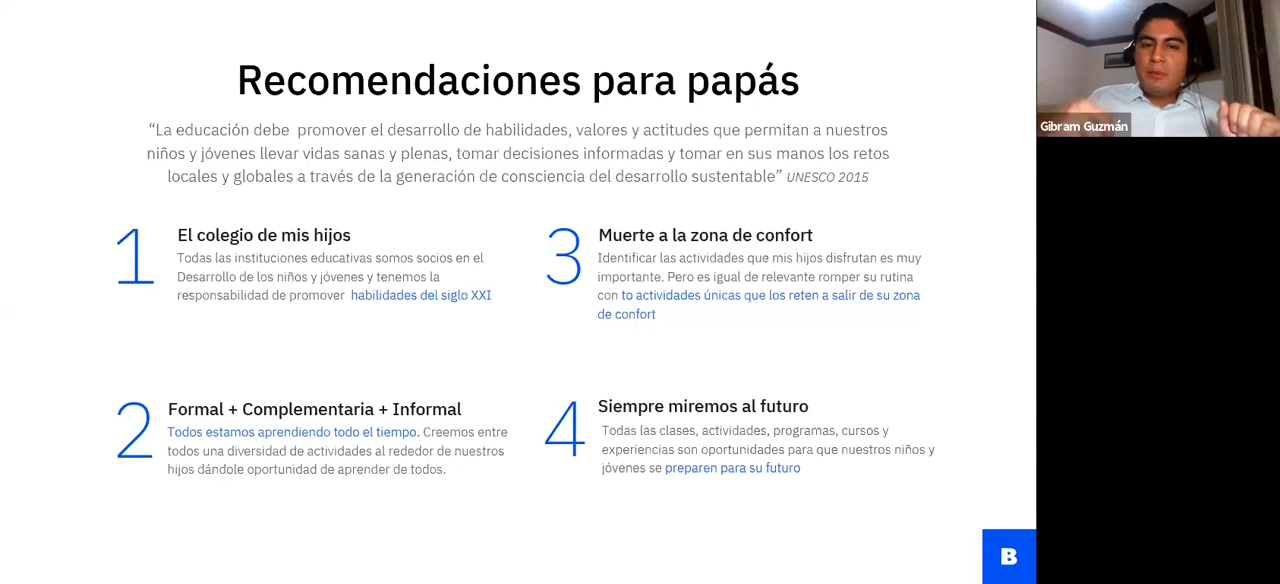 Recomendaciones para papás
“La educación debe promover el desarrollo de habilidades, valores y actitudes que permitan a nuestros
niños y jóvenes llevar vidas sanas y plenas, tomar decisiones informadas y tomar en sus manos los retos
locales y globales a través de la generación de consciencia del desarrollo sustentable” UNESCO 2015
1
El colegio de mis hijos
Todas las instituciones educativas somos socios en el
Desarrollo de los niños y jóvenes y tenemos la
responsabilidad de promover habilidades del siglo XXI
2
Formal + Complementaria + Informal
Todos estamos aprendiendo todo el tiempo. Creemos entre
todos una diversidad de actividades al rededor de nuestros
hijos dándole oportunidad de aprender de todos.
3
Muerte a la zona de confort
Identificar las actividades que mis hijos disfrutan es muy
importante. Pero es igual de relevante romper su rutina
con to actividades únicas que los reten a salir de su zona
de confort
4
Siempre miremos al futuro
Todas las clases, actividades, programas, cursos y
experiencias son oportunidades para que nuestros niños y
jóvenes se preparen para su futuro
B
Gibram Guzmán